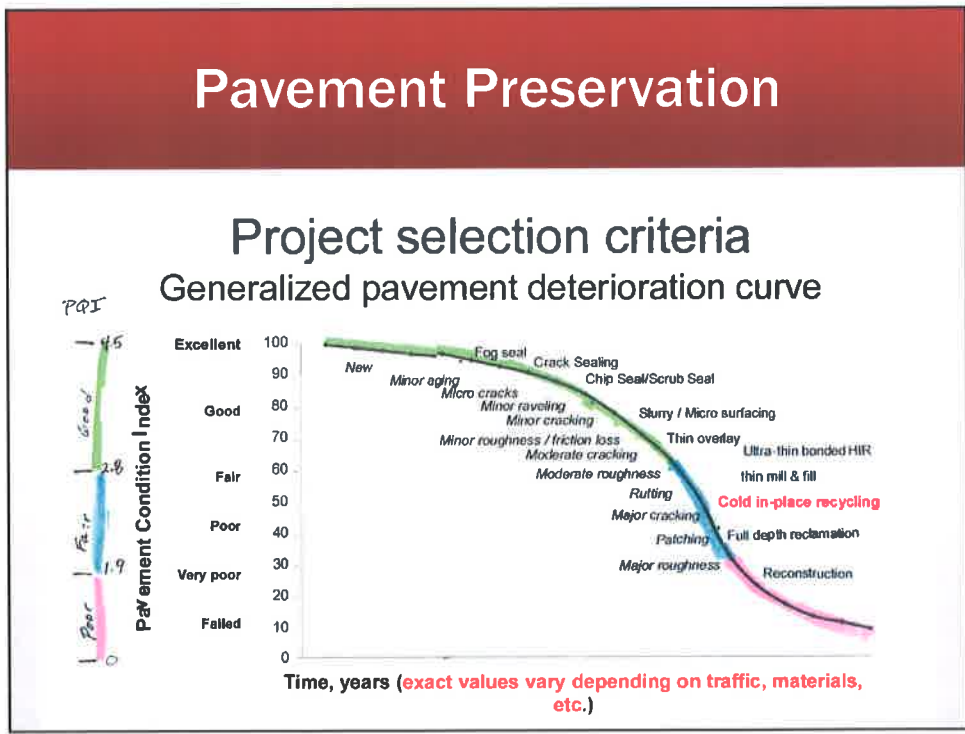 Pavement Preservation
Project selection criteria
Generalized pavement deterioration curve
PQI
4.5
Good
2.8
Fair
1.9
Poor
0
Pavement Condition Index
Excellent
Good
Fair
Poor
Very poor
Failed
100
90
80
70
60
50
40
30
20
10
0
New
Minor aging
Micro cracks
Minor raveling
Minor cracking
Minor roughness / friction loss
Moderate cracking
Moderate roughness
Rutting
Major cracking
Patching
Major roughness
Fog seal
Crack Sealing
Chip Seal/Scrub Seal
Slurry / Micro surfacing
Thin overlay
Ultra-thin bonded HIR
thin mill & fill
Cold in-place recycling
Full depth reclamation
Reconstruction
Time, years (exact values vary depending on traffic, materials,
etc.)